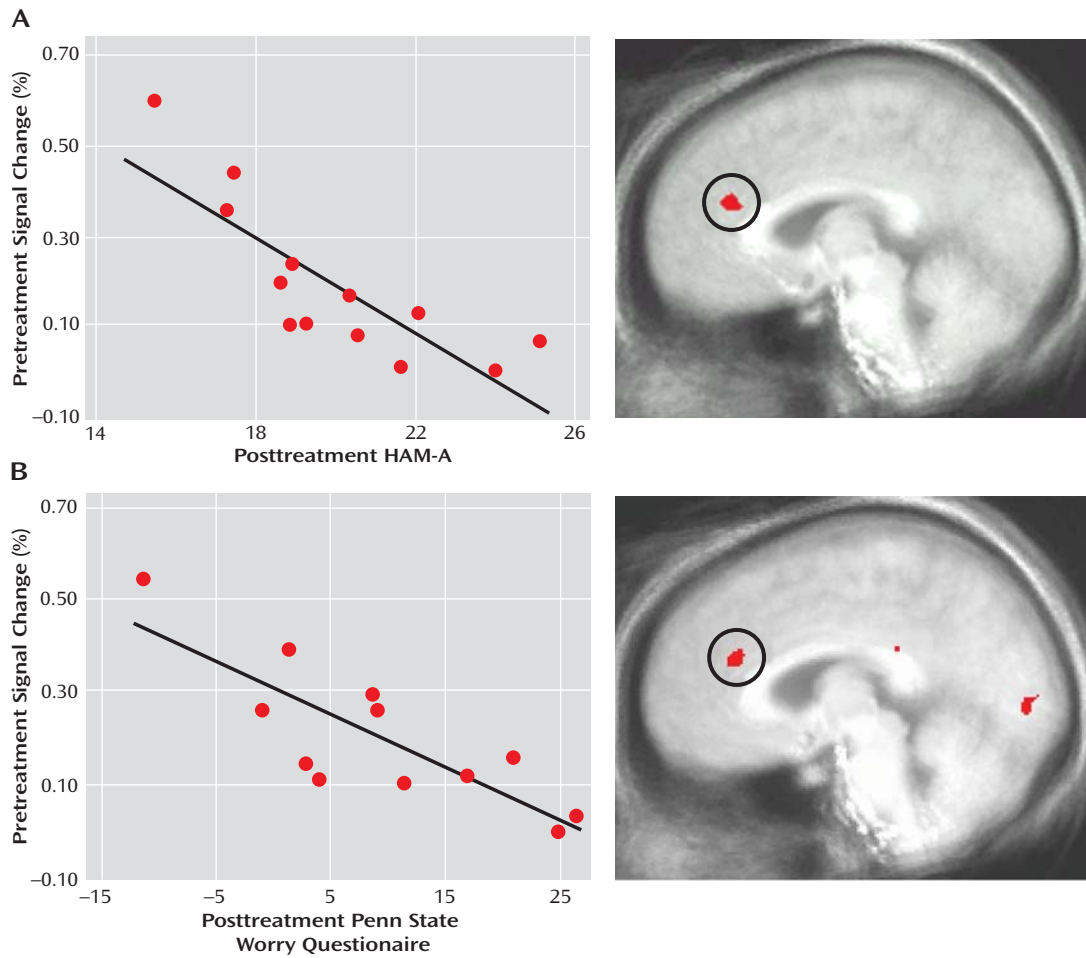 A
Pretreatment Signal Change (%)
0.70
0.50
0.30
0.10
–0.10
14 18 22 26
Posttreatment HAM-A
B
Pretreatment Signal Change (%)
0.70
0.50
0.30
0.10
–0.10
–15 –5 5 15 25
Posttreatment Penn State
Worry Questionaire